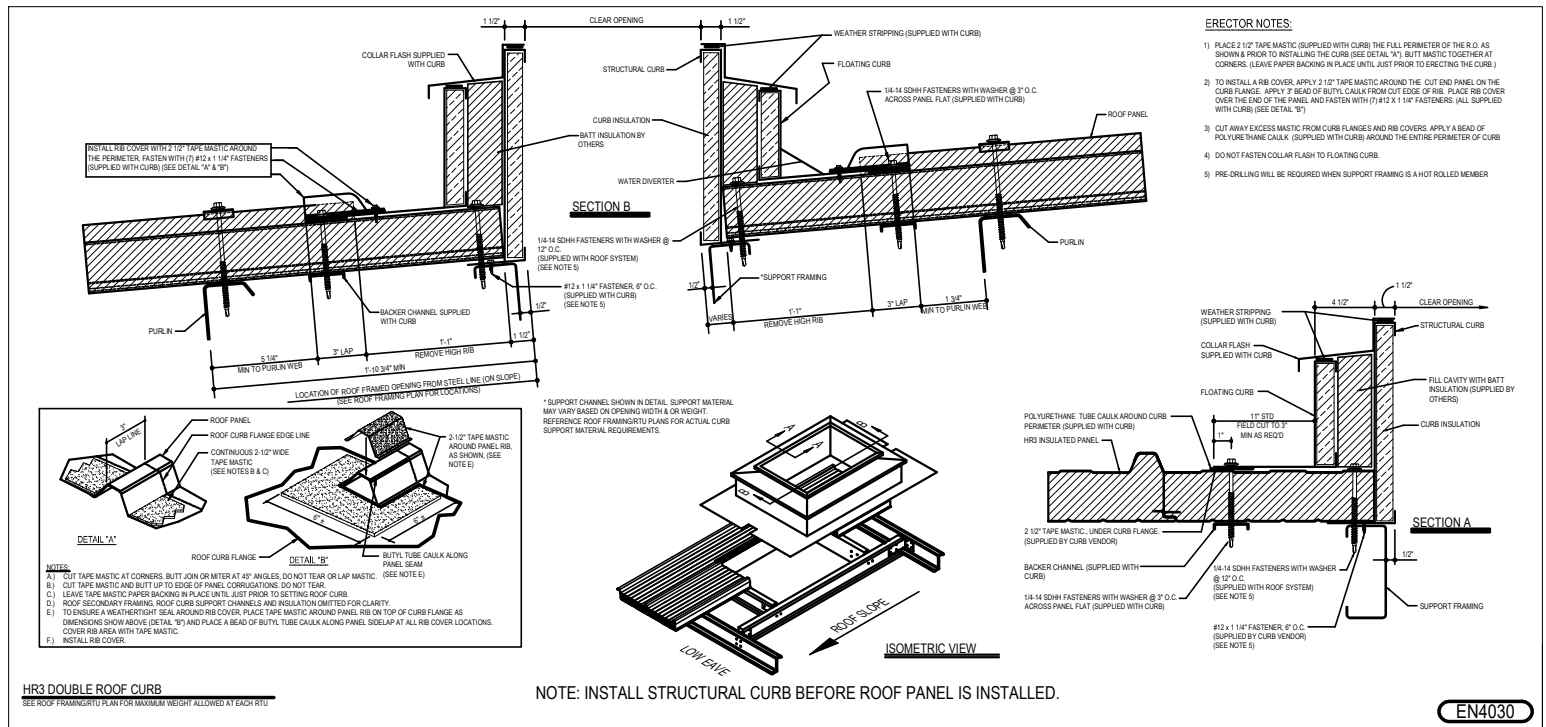 1 1/2"
CLEAR OPENING
1 1/2"
COLLAR FLASH SUPPLIED
WITH CURB
STRUCTURAL CURB
WEATHER STRIPPING (SUPPLIED WITH CURB)
FLOATING CURB
1/4-14 SDHH FASTENERS WITH WASHER @ 3" O.C.
ACROSS PANEL FLAT (SUPPLIED WITH CURB)
CURB INSULATION
BATT INSULATION BY
OTHERS
ROOF PANEL
INSTALL RIB COVER WITH 2 1/2" TAPE MASTIC AROUND
THE PERIMETER, FASTEN WITH (7) #12 x 1 1/4" FASTENERS
(SUPPLIED WITH CURB) (SEE DETAIL "A" & "B")
WATER DIVERTER
SECTION B
1/4-14 SDHH FASTENERS WITH WASHER @
12" O.C.
(SUPPLIED WITH ROOF SYSTEM)
(SEE NOTE 5)
PURLIN
*SUPPORT FRAMING
#12 x 1 1/4" FASTENER, 6" O.C.
(SUPPLIED WITH CURB)
(SEE NOTE 5)
BACKER CHANNEL SUPPLIED
WITH CURB
PURLIN
1/2"
1/2"
5 1/4"
MIN TO PURLIN WEB
3" LAP
1'-1"
REMOVE HIGH RIB
1 1/2"
1'-10 3/4" MIN
LOCATION OF ROOF FRAMED OPENING FROM STEEL LINE (ON SLOPE)
(SEE ROOF FRAMING PLAN FOR LOCATIONS)
VARIES
1'-1"
REMOVE HIGH RIB
3" LAP
1 3/4"
MIN TO PURLIN WEB
ERECTOR NOTES:
1) PLACE 2 1/2" TAPE MASTIC (SUPPLIED WITH CURB) THE FULL PERIMETER OF THE R.O. AS
SHOWN & PRIOR TO INSTALLING THE CURB (SEE DETAIL "A"). BUTT MASTIC TOGETHER AT
CORNERS. (LEAVE PAPER BACKING IN PLACE UNTIL JUST PRIOR TO ERECTING THE CURB.)
2) TO INSTALL A RIB COVER, APPLY 2 1/2" TAPE MASTIC AROUND THE CUT END PANEL ON THE
CURB FLANGE. APPLY 3" BEAD OF BUTYL CAULK FROM CUT EDGE OF RIB. PLACE RIB COVER
OVER THE END OF THE PANEL AND FASTEN WITH (7) #12 X 1 1/4" FASTENERS. (ALL SUPPLIED
WITH CURB) (SEE DETAIL "B")
3) CUT AWAY EXCESS MASTIC FROM CURB FLANGES AND RIB COVERS. APPLY A BEAD OF
POLYURETHANE CAULK (SUPPLIED WITH CURB) AROUND THE ENTIRE PERIMETER OF CURB
4) DO NOT FASTEN COLLAR FLASH TO FLOATING CURB.
5) PRE-DRILLING WILL BE REQUIRED WHEN SUPPORT FRAMING IS A HOT ROLLED MEMBER
* SUPPORT CHANNEL SHOWN IN DETAIL. SUPPORT MATERIAL
MAY VARY BASED ON OPENING WIDTH & OR WEIGHT.
REFERENCE ROOF FRAMING/RTU PLANS FOR ACTUAL CURB
SUPPORT MATERIAL REQUIREMENTS.
3"
LAP LINE
ROOF PANEL
ROOF CURB FLANGE EDGE LINE
CONTINUOUS 2-1/2" WIDE
TAPE MASTIC
(SEE NOTES B & C)
DETAIL "A"
2-1/2" TAPE MASTIC
AROUND PANEL RIB,
AS SHOWN, (SEE
NOTE E)
6" ±
6" ±
ROOF CURB FLANGE
DETAIL "B"
BUTYL TUBE CAULK ALONG
PANEL SEAM
(SEE NOTE E)
NOTES:
A.) CUT TAPE MASTIC AT CORNERS. BUTT JOIN OR MITER AT 45° ANGLES, DO NOT TEAR OR LAP MASTIC.
B.) CUT TAPE MASTIC AND BUTT UP TO EDGE OF PANEL CORRUGATIONS. DO NOT TEAR.
C.) LEAVE TAPE MASTIC PAPER BACKING IN PLACE UNTIL JUST PRIOR TO SETTING ROOF CURB.
D.) ROOF SECONDARY FRAMING, ROOF CURB SUPPORT CHANNELS AND INSULATION OMITTED FOR CLARITY.
E.) TO ENSURE A WEATHERTIGHT SEAL AROUND RIB COVER, PLACE TAPE MASTIC AROUND PANEL RIB ON TOP OF CURB FLANGE AS
DIMENSIONS SHOW ABOVE (DETAIL "B") AND PLACE A BEAD OF BUTYL TUBE CAULK ALONG PANEL SIDELAP AT ALL RIB COVER LOCATIONS.
COVER RIB AREA WITH TAPE MASTIC.
F.) INSTALL RIB COVER.
A
A
B
B
ROOF SLOPE
LOW EAVE
ISOMETRIC VIEW
4 1/2"
1 1/2"
CLEAR OPENING
WEATHER STRIPPING
(SUPPLIED WITH CURB)
STRUCTURAL CURB
COLLAR FLASH
SUPPLIED WITH CURB
FLOATING CURB
FILL CAVITY WITH BATT
INSULATION (SUPPLIED BY
OTHERS)
POLYURETHANE TUBE CAULK AROUND CURB
PERIMETER (SUPPLIED WITH CURB)
11" STD
FIELD CUT TO 3"
MIN AS REQ'D
1"
CURB INSULATION
HR3 INSULATED PANEL
SECTION A
2 1/2" TAPE MASTIC., UNDER CURB FLANGE.
(SUPPLIED BY CURB VENDOR)
1/2"
BACKER CHANNEL (SUPPLIED WITH
CURB)
1/4-14 SDHH FASTENERS WITH WASHER
@ 12" O.C.
(SUPPLIED WITH ROOF SYSTEM)
(SEE NOTE 5)
1/4-14 SDHH FASTENERS WITH WASHER @ 3" O.C.
ACROSS PANEL FLAT (SUPPLIED WITH CURB)
SUPPORT FRAMING
#12 x 1 1/4" FASTENER, 6" O.C.
(SUPPLIED BY CURB VENDOR)
(SEE NOTE 5)
HR3 DOUBLE ROOF CURB
SEE ROOF FRAMING/RTU PLAN FOR MAXIMUM WEIGHT ALLOWED AT EACH RTU
NOTE: INSTALL STRUCTURAL CURB BEFORE ROOF PANEL IS INSTALLED.
EN4030